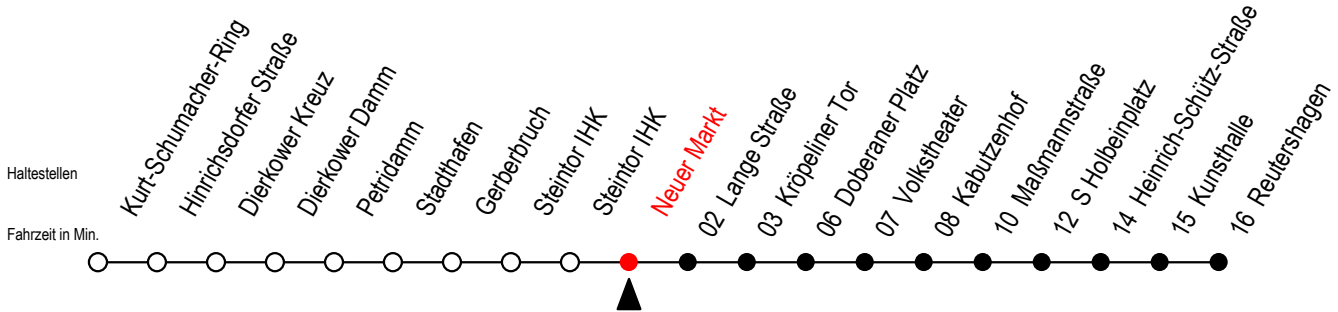 Haltestellen
Fahrzeit in Min.
Kurt-Schumacher-Ring
Hinrichsdorfer Straße
Dierkower Kreuz
Dierkower Damm
Petridamm
Stadthafen
Gerberbruch
Steintor IHK
Steintor IHK
Neuer Markt
02 Lange Straße
03 Kröpeliner Tor
06 Doberaner Platz
07 Volkstheater
08 Kabutzenhof
10 Maßmannstraße
12 S Holbeinplatz
14 Heinrich-Schütz-Straße
15 Kunsthalle
16 Reutershagen